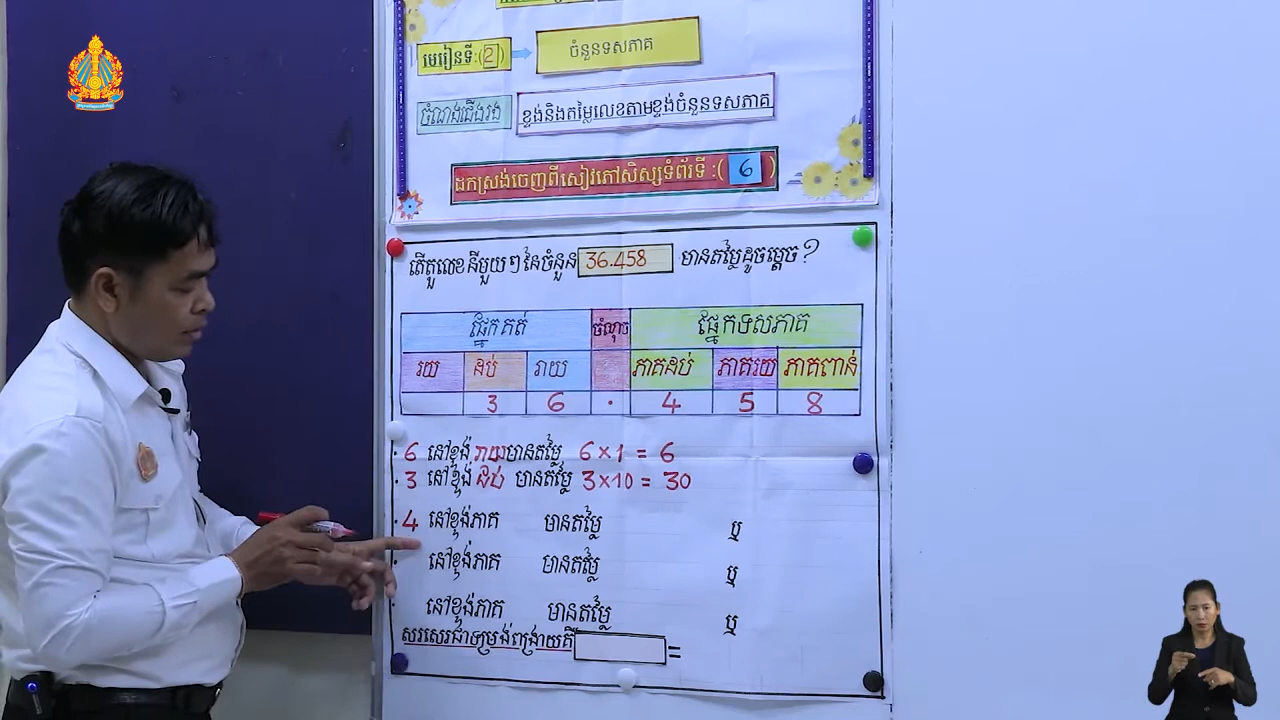 មេរៀនទី:(2) ចំនួនទសភាគ
ចំណងជើងរង ខ្ទង់និងតម្លៃលេខតាមខ្ទង់ចំនួនទសភាគ
ដកស្រង់ចេញពីសៀវភៅសិស្សទំព័រទី :( 6 )
តើតួលេខនីមួយៗនៃចំនួន 36.458 មានតម្លៃដូចម្ដេច ?
ផ្នែកគត់ ចំណុច ផ្នែកទសភាគ
រយ ដប់ រាយ ភាគដប់ ភាគរយ ភាគពាន់
3 6 . 4 5 8
. 6 នៅខ្ទង់ រាយ មានតម្លៃ 6 × 1 = 6
. 3 នៅខ្ទង់ ដប់ មានតម្លៃ 3 × 10 = 30
. 4 នៅខ្ទង់ភាគ មានតម្លៃ ឬ
. នៅខ្ទង់ភាគ មានតម្លៃ ឬ
. នៅខ្ទង់ភាគ មានតម្លៃ ឬ
សរសេរជាទម្រង់ពង្រាយគឺ =